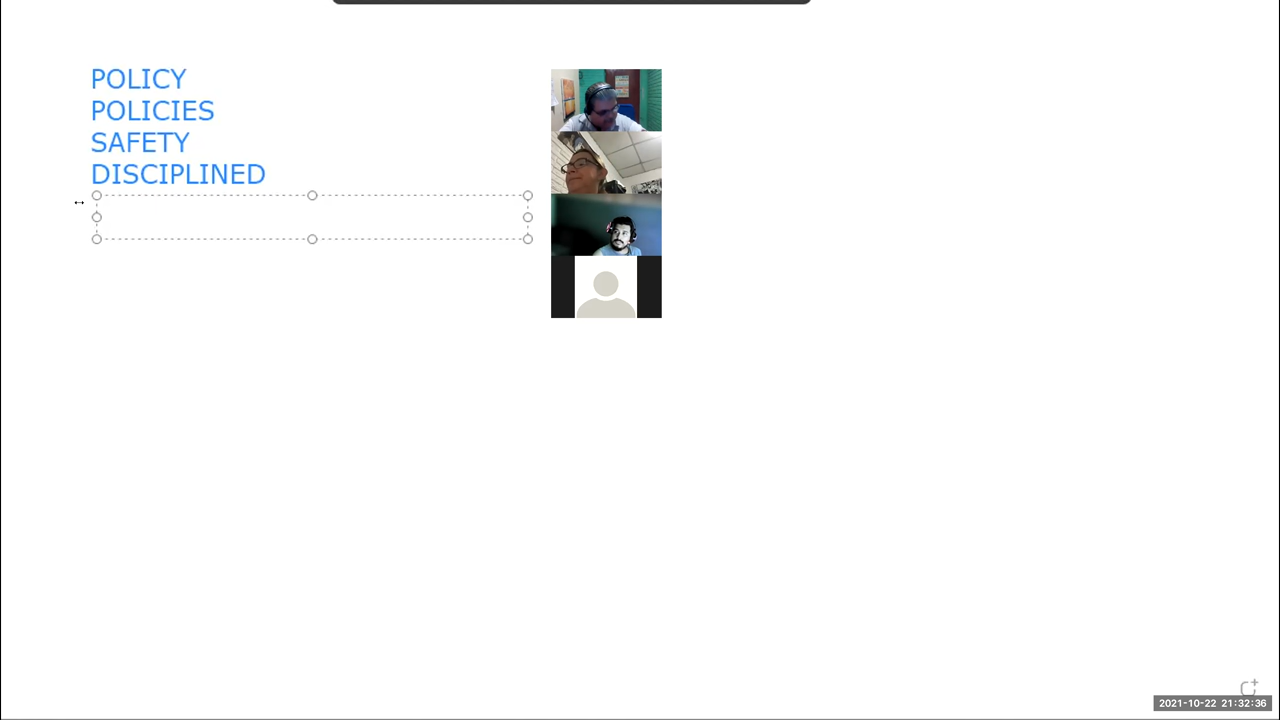 POLICY
POLICIES
SAFETY
DISCIPLINED
2021-10-22 21:32:36